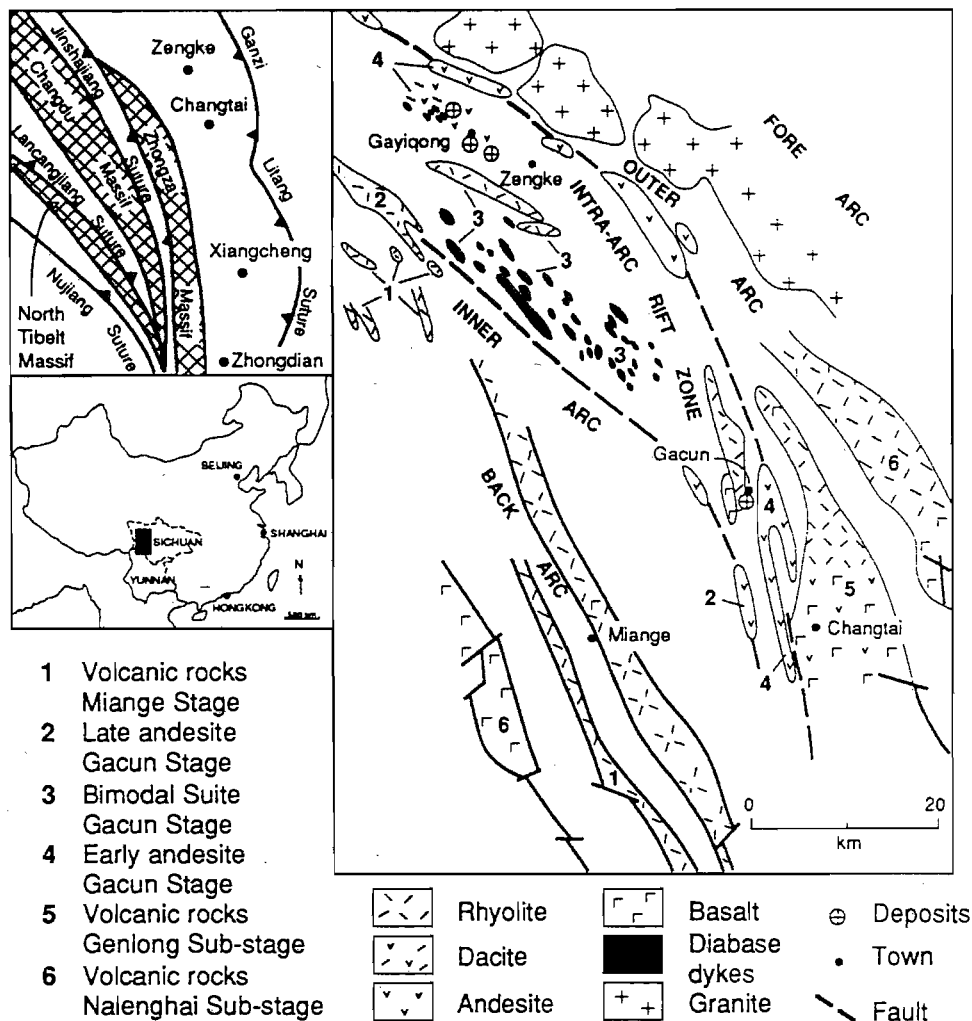 Jinshajiang
Suture
Changdu
Massif
Lancangjiang
Suture
Nujiang
Suture
North
Tibelt
Massif
Zhongzai
Massif
Zengke
Changtai
Xiangcheng
Zhongdian
Ganzi
Litang
Suture
BEIJING
SHANGHAI
SICHUAN
YUNNAN
HONGKONG
N
500 km
4
Gayiqong
Zengke
2
3
3
1
3
INNER
ARC
OUTER
ARC
INTRA-ARC
RIFT
ZONE
FORE
ARC
BACK
ARC
Gacun
4
6
5
2
4
Changtai
Miange
6
1
0 20
km
1 Volcanic rocks
Miange Stage
2 Late andesite
Gacun Stage
3 Bimodal Suite
Gacun Stage
4 Early andesite
Gacun Stage
5 Volcanic rocks
Genlong Sub-stage
6 Volcanic rocks
Nalenghai Sub-stage
Rhyolite
Dacite
Andesite
Basalt
Diabase
dykes
Granite
Deposits
Town
Fault